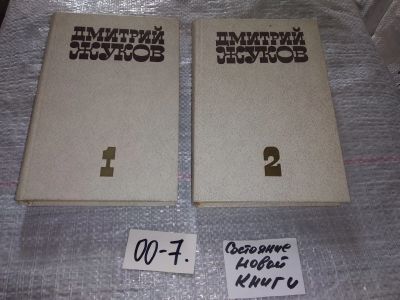 ДМИТРИЙ
ЖУКОВ
1
ДМИТРИЙ
ЖУКОВ
2
00-7.
Состояние
новой
книги